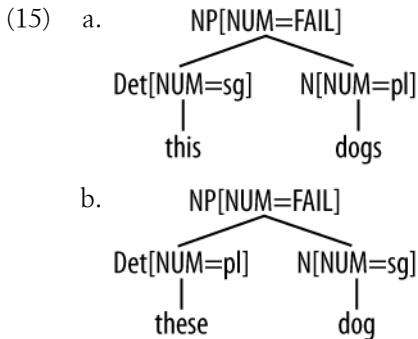 (15) a. NP[NUM=FAIL]
Det[NUM=sg] N[NUM=pl]
this dogs
b. NP[NUM=FAIL]
Det[NUM=pl] N[NUM=sg]
these dog